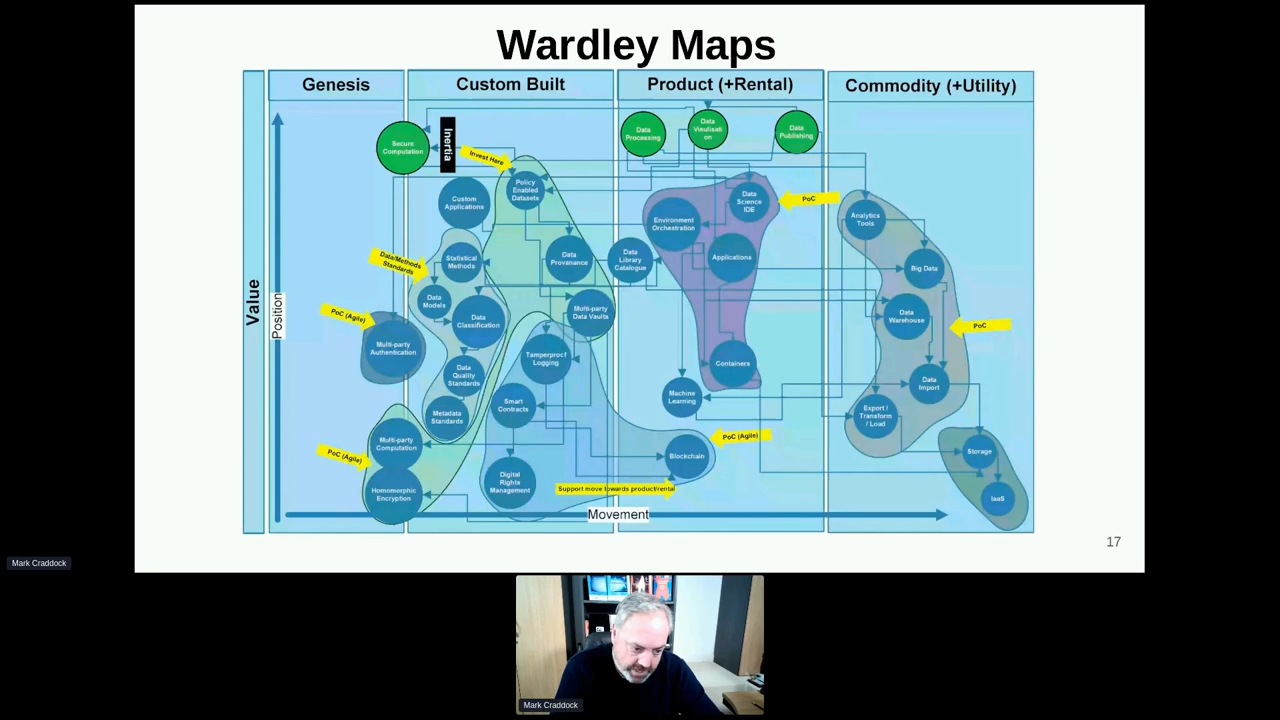 Wardley Maps
Genesis
Custom Built
Product (+Rental)
Commodity (+Utility)
Value
Position
Secure
Computation
Inertia
Invest Here
Policy
Enabled
Datasets
Custom
Applications
Data
Processing
Data
Visulisati
on
Data
Publishing
Data
Science
IDE
PoC
Environment
Orchestration
Analytics
Tools
Data/Methods
Standards
Statistical
Methods
Data
Provanance
Data
Library
Catalogue
Applications
Big Data
Data
Models
Data
Classification
Multi-party
Data Vaults
Data
Warehouse
PoC
PoC (Agile)
Multi-party
Authentication
Tamperproof
Logging
Containers
Data
Quality
Standards
Data
Import
Smart
Contracts
Machine
Learning
Metadata
Standards
Export /
Transform
/ Load
Multi-party
Computation
PoC (Agile)
PoC (Agile)
Blockchain
Storage
Homomorphic
Encryption
Digital
Rights
Management
Support move towards product/rental
IaaS
Movement
17
Mark Craddock
Mark Craddock